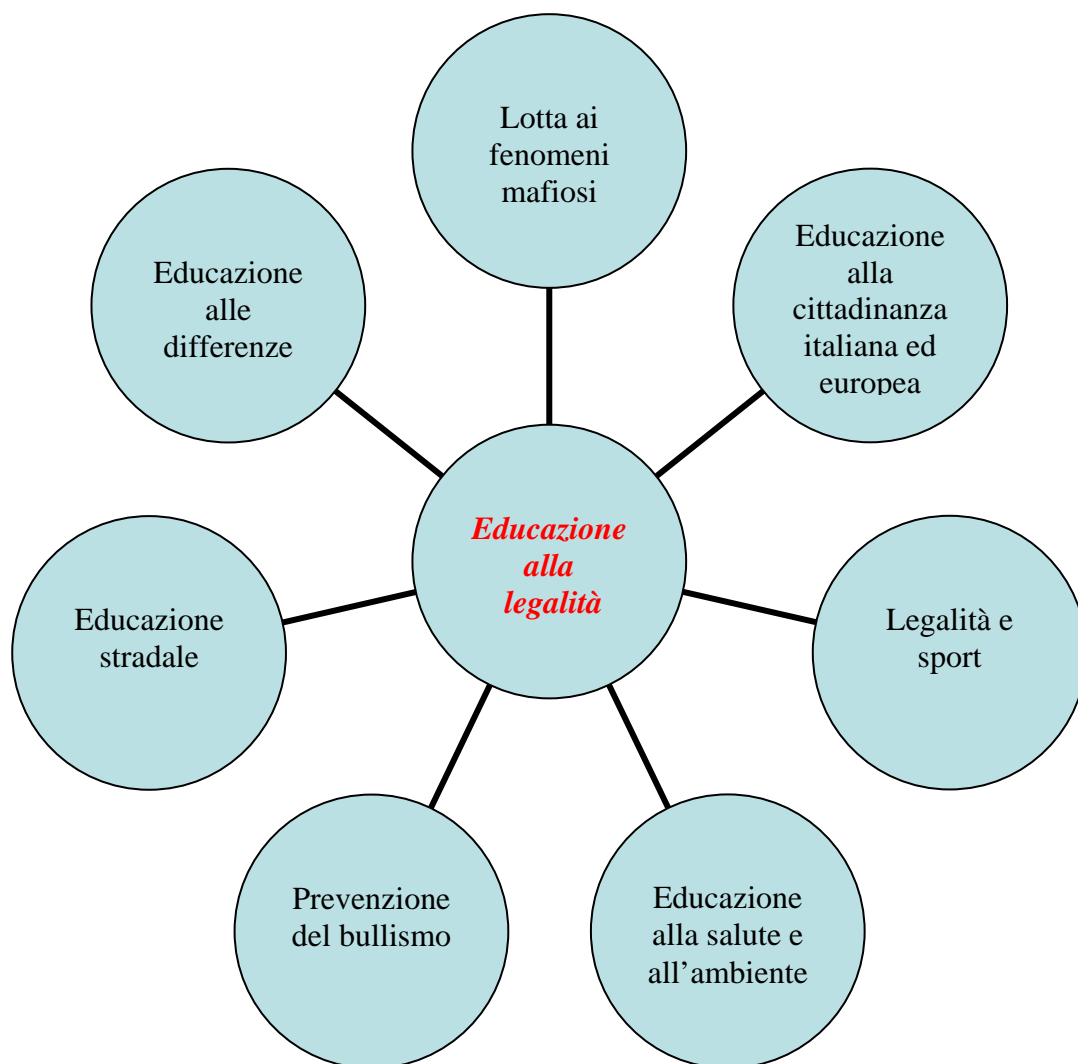 Lotta ai
fenomeni
mafiosi
Educazione
alla
cittadinanza
italiana ed
europea
Educazione
alle
differenze
Educazione
alla
legalità
Educazione
stradale
Legalità e
sport
Prevenzione
del bullismo
Educazione
alla salute e
all’ambiente